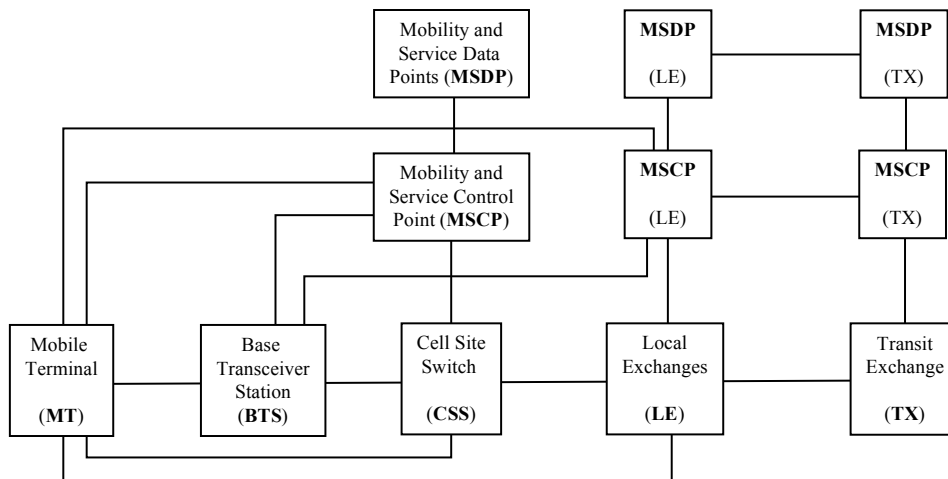 Mobility and
Service Data
Points (MSDP)
MSDP
(LE)
MSDP
(TX)
Mobility and
Service Control
Point (MSCP)
MSCP
(LE)
MSCP
(TX)
Mobile
Terminal
(MT)
Base
Transceiver
Station
(BTS)
Cell Site
Switch
(CSS)
Local
Exchanges
(LE)
Transit
Exchange
(TX)